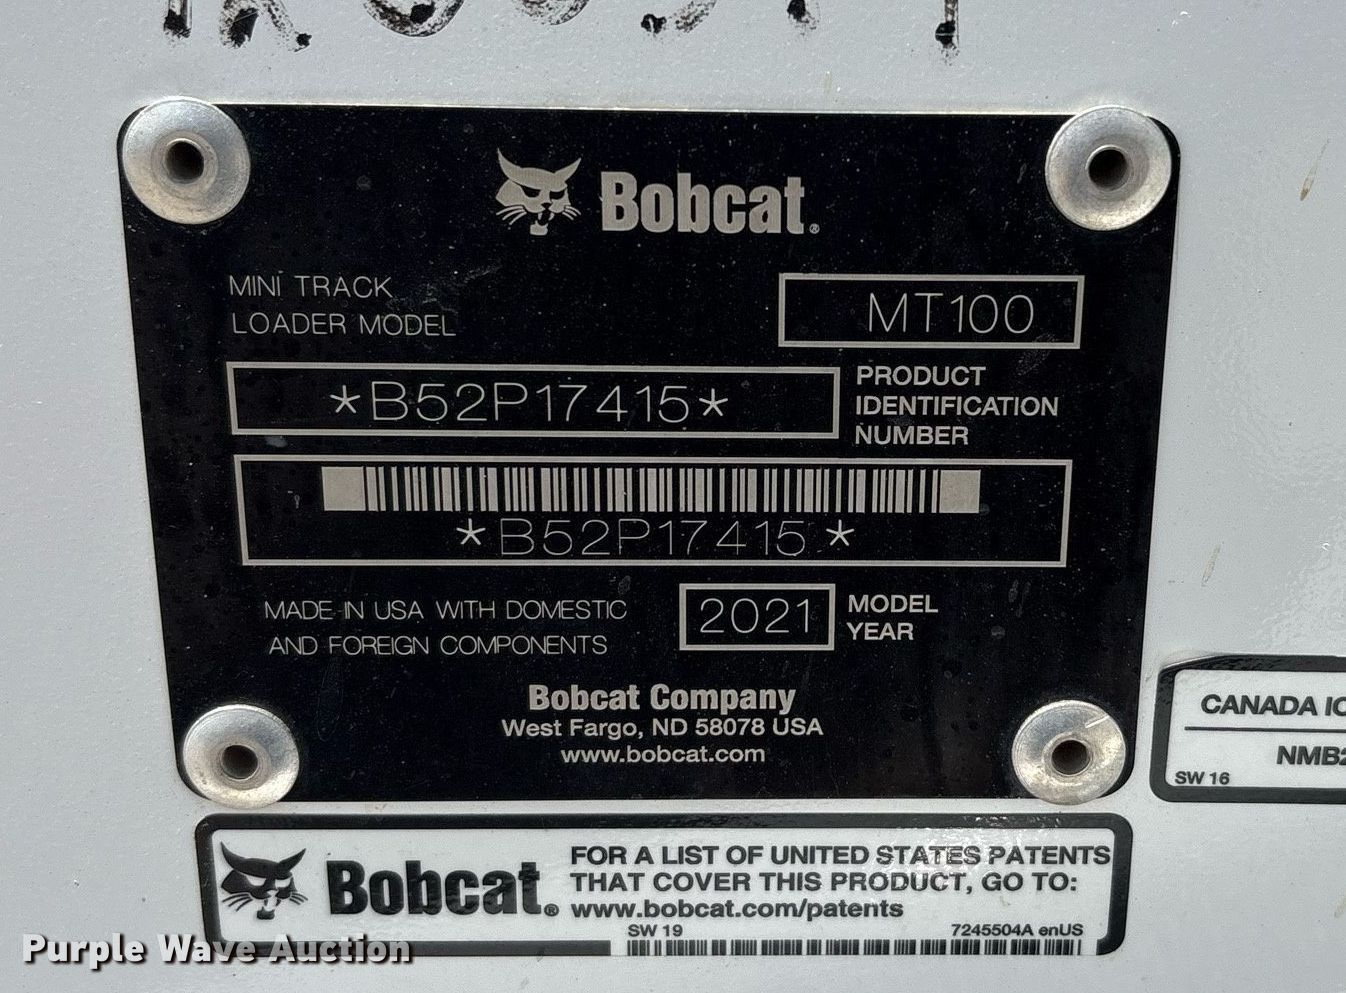 Bobcat®
MINI TRACK
LOADER MODEL
MT100
*B52P17415*
PRODUCT
IDENTIFICATION
NUMBER
*B52P17415*
MADE IN USA WITH DOMESTIC
AND FOREIGN COMPONENTS
2021
MODEL
YEAR
Bobcat Company
West Fargo, ND 58078 USA
www.bobcat.com
CANADA
SW 16
Bobcat®
FOR A LIST OF UNITED STATES PATENTS
THAT COVER THIS PRODUCT, GO TO:
www.bobcat.com/patents
SW 19
7245504A enUS
Purple Wave Auction